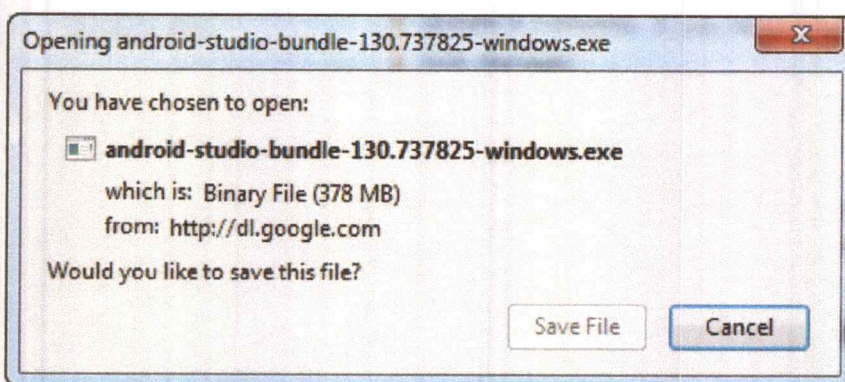 Opening android-studio-bundle-130.737825-windows.exe
You have chosen to open:
android-studio-bundle-130.737825-windows.exe
which is: Binary File (378 MB)
from: http://dl.google.com
Would you like to save this file?
Save File
Cancel